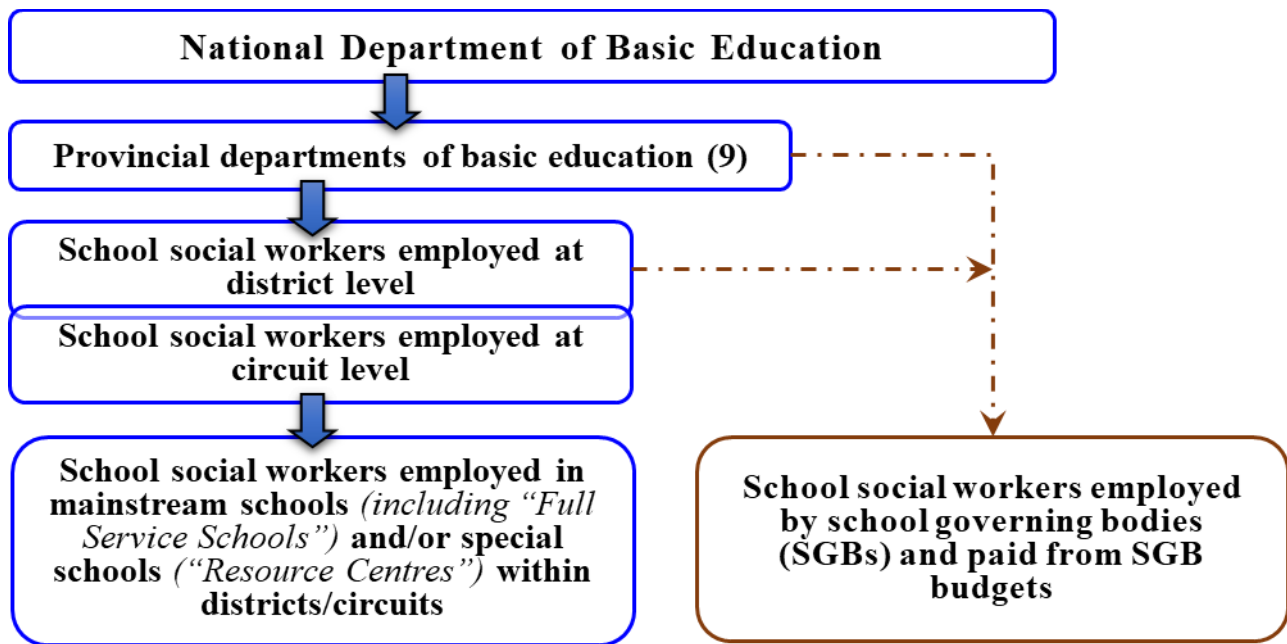 National Department of Basic Education
Provincial departments of basic education (9)
School social workers employed at
district level
School social workers employed at
circuit level
School social workers employed in
mainstream schools (including “Full
Service Schools”) and/or special
schools (“Resource Centres”) within
districts/circuits
School social workers employed
by school governing bodies
(SGBs) and paid from SGB
budgets